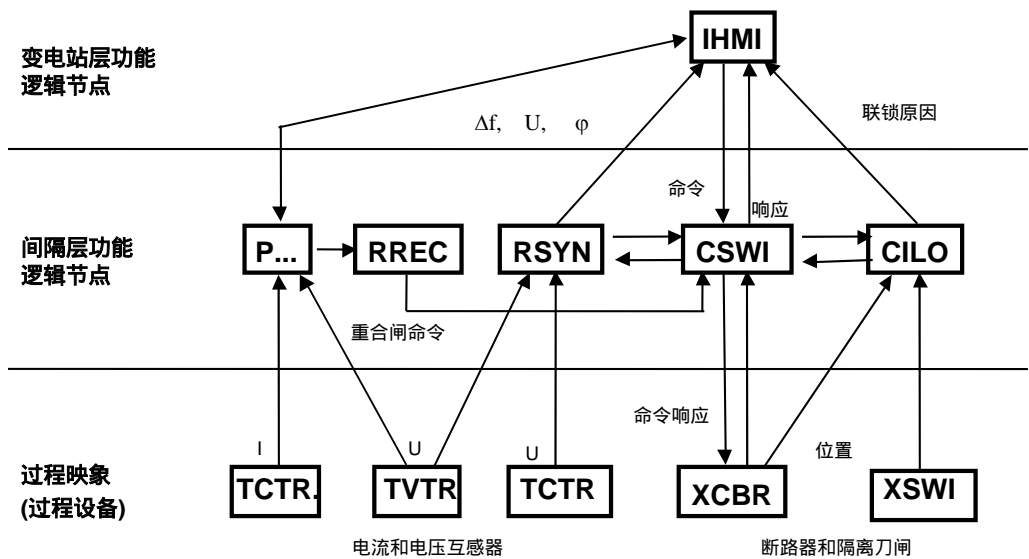 IHMI
变电站层功能
逻辑节点
联锁原因
Δf, U, φ
命令
响应
间隔层功能
逻辑节点
P...
RREC
RSYN
CSWI
CILO
重合闸命令
命令响应
I
U
U
位置
过程映象
(过程设备)
TCTR.
TVTR
TCTR
XCBR
XSWI
电流和电压互感器
断路器和隔离刀闸